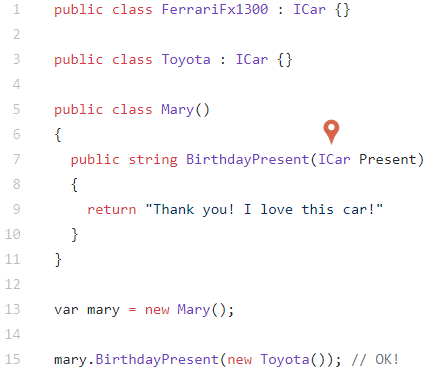 1 public class FerrariFx1300 : ICar {}
2
3 public class Toyota : ICar {}
4
5 public class Mary()
6 {
7 public string BirthdayPresent(ICar Present)
8 {
9 return "Thank you! I love this car!"
10 }
11 }
12
13 var mary = new Mary();
14
15 mary.BirthdayPresent(new Toyota()); // OK!